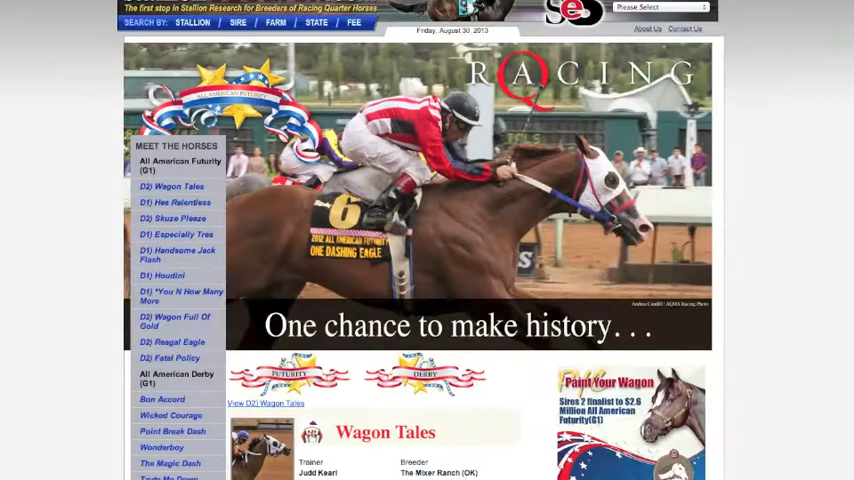 The first stop in Stallion Research for Breeders of Racing Quarter Horses
SEARCH BY: STALLION SIRE FARM STATE FEE
Please Select
Friday, August 30, 2013
About Us Contact Us
RACING
ALL AMERICAN FUTURITY
MEET THE HORSES
All American Futurity
(G1)
D2) Wagon Tales
D1) Hes Relentless
D2) Skuze Pleeze
D1) Especially Tres
D1) Handsome Jack
Flash
D1) Houdini
D1) *You N How Many
More
D2) Wagon Full Of
Gold
D2) Reagal Eagle
D2) Fatal Policy
All American Derby
(G1)
Bon Accord
Wicked Courage
Point Break Dash
Wonderboy
The Magic Dash
6
2012 ALL AMERICAN FUTURITY
ONE DASHING EAGLE
One chance to make history. . .
FUTURITY
DERBY
View D2) Wagon Tales
Wagon Tales
Trainer
Judd Kearl
Breeder
The Mixer Ranch (OK)
Paint Your Wagon
Sires 2 finalist to $2.6
Million All American
Futurity(G1)